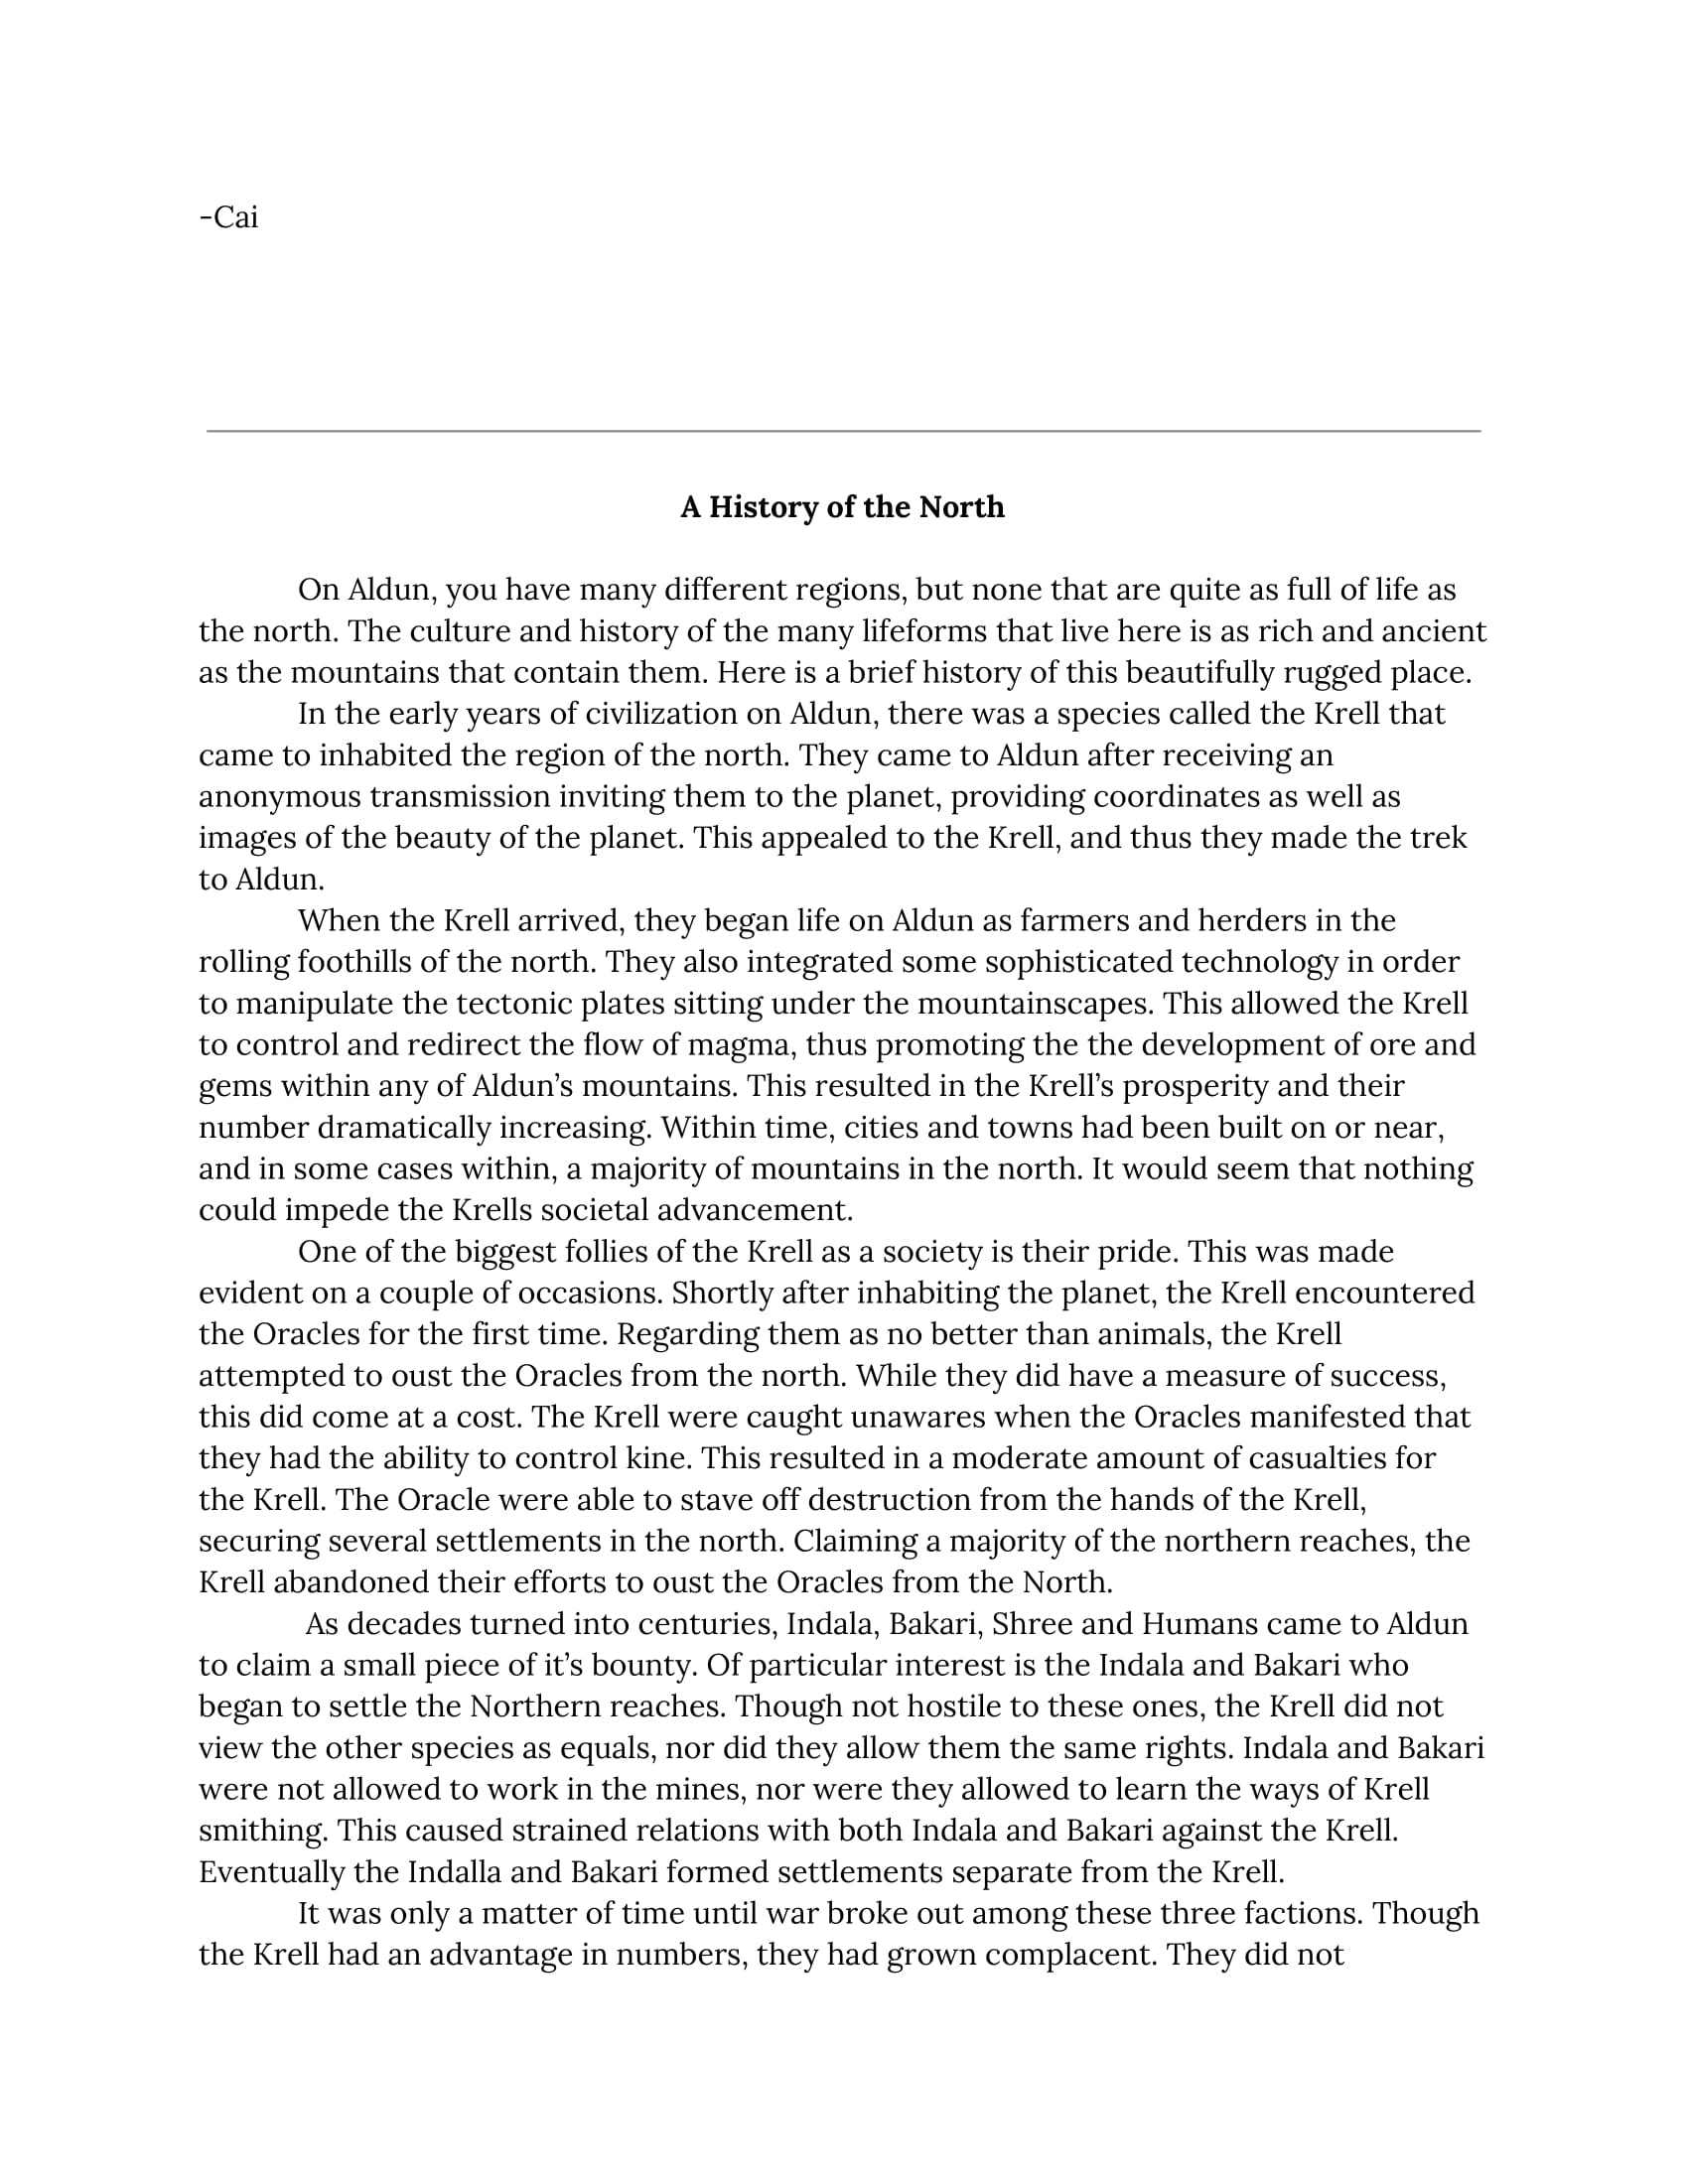 -Cai
A History of the North
On Aldun, you have many different regions, but none that are quite as full of life as
the north. The culture and history of the many lifeforms that live here is as rich and ancient
as the mountains that contain them. Here is a brief history of this beautifully rugged place.
In the early years of civilization on Aldun, there was a species called the Krell that
came to inhabited the region of the north. They came to Aldun after receiving an
anonymous transmission inviting them to the planet, providing coordinates as well as
images of the beauty of the planet. This appealed to the Krell, and thus they made the trek
to Aldun.
When the Krell arrived, they began life on Aldun as farmers and herders in the
rolling foothills of the north. They also integrated some sophisticated technology in order
to manipulate the tectonic plates sitting under the mountainscapes. This allowed the Krell
to control and redirect the flow of magma, thus promoting the the development of ore and
gems within any of Aldun’s mountains. This resulted in the Krell’s prosperity and their
number dramatically increasing. Within time, cities and towns had been built on or near,
and in some cases within, a majority of mountains in the north. It would seem that nothing
could impede the Krells societal advancement.
One of the biggest follies of the Krell as a society is their pride. This was made
evident on a couple of occasions. Shortly after inhabiting the planet, the Krell encountered
the Oracles for the first time. Regarding them as no better than animals, the Krell
attempted to oust the Oracles from the north. While they did have a measure of success,
this did come at a cost. The Krell were caught unawares when the Oracles manifested that
they had the ability to control kine. This resulted in a moderate amount of casualties for
the Krell. The Oracle were able to stave off destruction from the hands of the Krell,
securing several settlements in the north. Claiming a majority of the northern reaches, the
Krell abandoned their efforts to oust the Oracles from the North.
As decades turned into centuries, Indala, Bakari, Shree and Humans came to Aldun
to claim a small piece of it’s bounty. Of particular interest is the Indala and Bakari who
began to settle the Northern reaches. Though not hostile to these ones, the Krell did not
view the other species as equals, nor did they allow them the same rights. Indala and Bakari
were not allowed to work in the mines, nor were they allowed to learn the ways of Krell
smithing. This caused strained relations with both Indala and Bakari against the Krell.
Eventually the Indalla and Bakari formed settlements separate from the Krell.
It was only a matter of time until war broke out among these three factions. Though
the Krell had an advantage in numbers, they had grown complacent. They did not